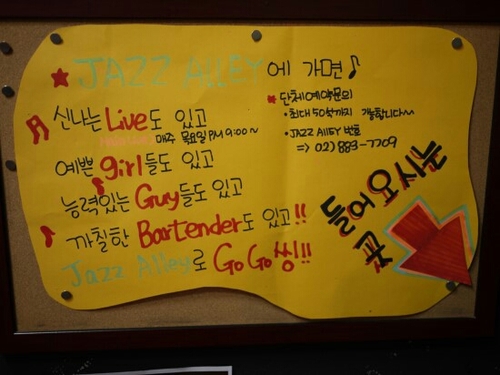 JAZZ ALLEY에 가면♪
신나는 Live도 있고
매주 목요일 PM 9:00~
예쁜 girl들도 있고
능력있는 Guy들도 있고
까칠한 Bartender도 있고!!
Jazz Alley로 GoGo씽!!
단체예약문의
• 최대 50석까지 가능합니다~
• JAZZ AllEY 번호
⇒ 02) 883-7709
들어오시는